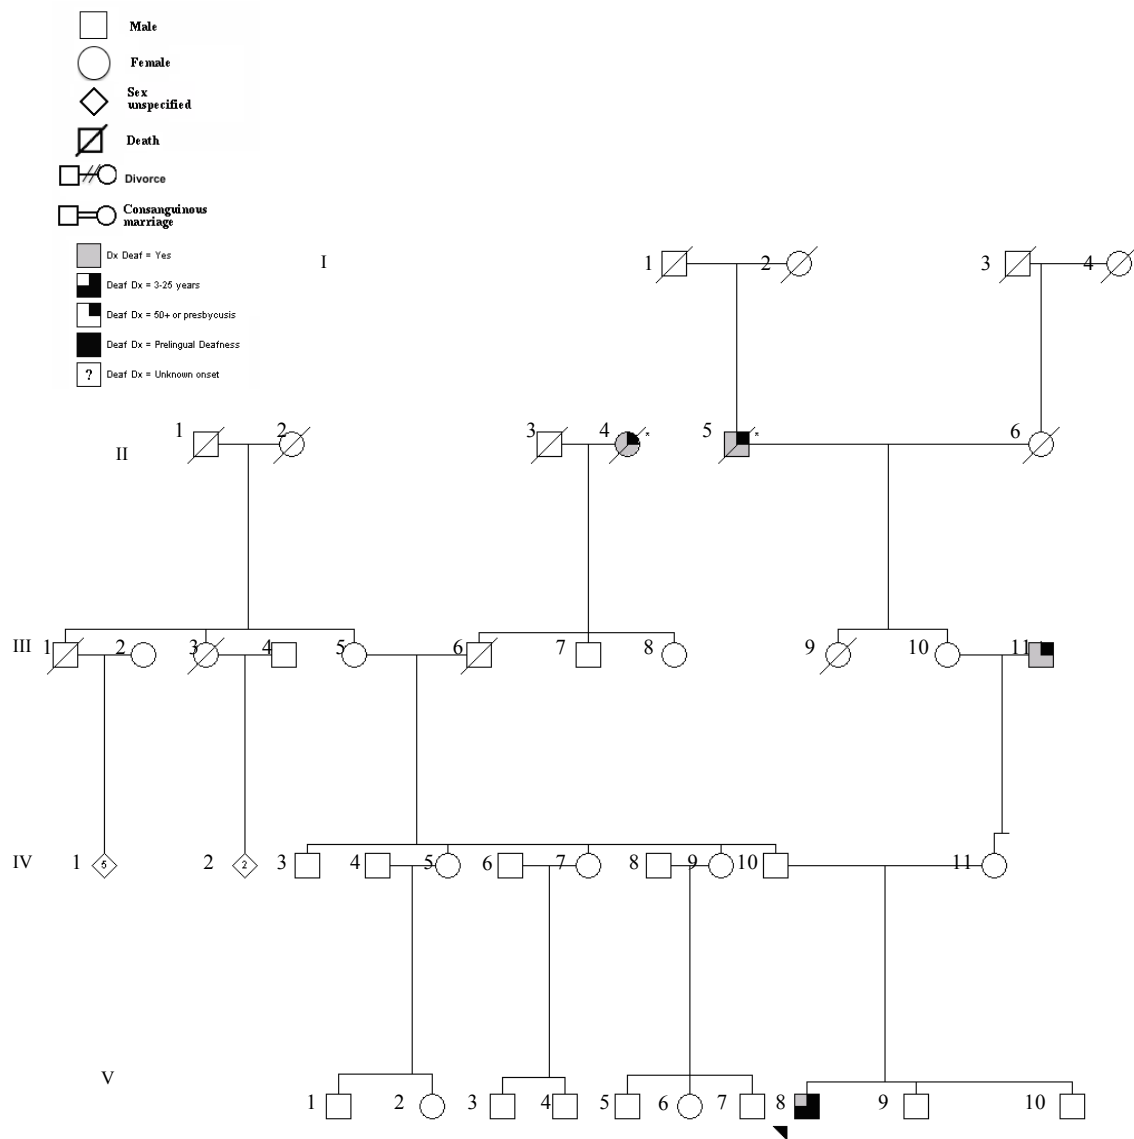 Male
Female
Sex
unspecified
Death
Divorce
Consanguinous
marriage
Dx Deaf = Yes
Deaf Dx = 3-25 years
Deaf Dx = 50+ or presbycusis
Deaf Dx = Prelingual Deafness
? Deaf Dx = Unknown onset
I 1 2 3 4
II 1 2 3 4 * 5 * 6
III 1 2 3 4 5 6 7 8 9 10 11
IV 1 5 2 2 3 4 5 6 7 8 9 10 11
V
1 2 3 4 5 6 7 8 9 10